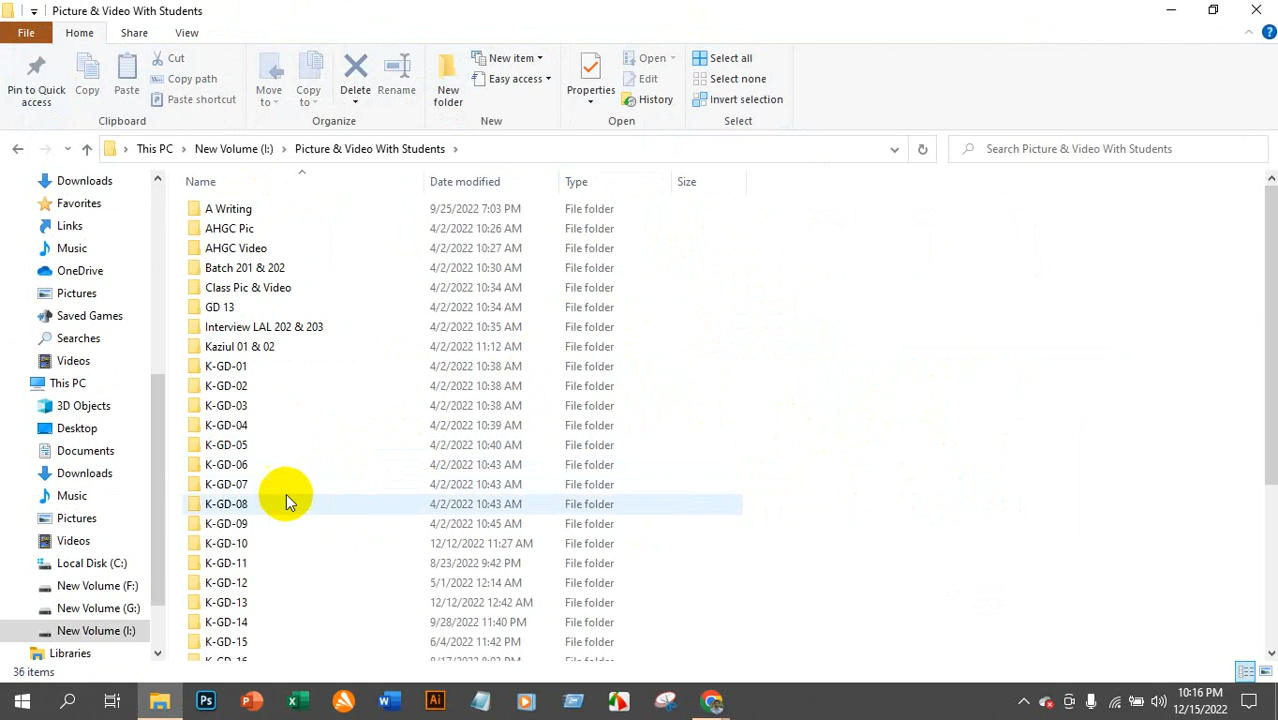 Picture & Video With Students
File Home Share View
Pin to Quick access
Copy
Paste
Cut
Copy path
Paste shortcut
Clipboard
Move to
Copy to
Delete
Rename
Organize
New folder
New item
Easy access
New
Properties
Open
Edit
History
Open
Select all
Select none
Invert selection
Select
This PC > New Volume (I:) > Picture & Video With Students >
Search Picture & Video With Students
Downloads
Favorites
Links
Music
OneDrive
Pictures
Saved Games
Searches
Videos
This PC
3D Objects
Desktop
Documents
Downloads
Music
Pictures
Videos
Local Disk (C:)
New Volume (F:)
New Volume (G:)
New Volume (I:)
Libraries
Name Date modified Type Size
A Writing 9/25/2022 7:03 PM File folder
AHGC Pic 4/2/2022 10:26 AM File folder
AHGC Video 4/2/2022 10:27 AM File folder
Batch 201 & 202 4/2/2022 10:30 AM File folder
Class Pic & Video 4/2/2022 10:34 AM File folder
GD 13 4/2/2022 10:34 AM File folder
Interview LAL 202 & 203 4/2/2022 10:35 AM File folder
Kaziul 01 & 02 4/2/2022 11:12 AM File folder
K-GD-01 4/2/2022 10:38 AM File folder
K-GD-02 4/2/2022 10:38 AM File folder
K-GD-03 4/2/2022 10:38 AM File folder
K-GD-04 4/2/2022 10:39 AM File folder
K-GD-05 4/2/2022 10:40 AM File folder
K-GD-06 4/2/2022 10:43 AM File folder
K-GD-07 4/2/2022 10:43 AM File folder
K-GD-08 4/2/2022 10:43 AM File folder
K-GD-09 4/2/2022 10:45 AM File folder
K-GD-10 12/12/2022 11:27 AM File folder
K-GD-11 8/23/2022 9:42 PM File folder
K-GD-12 5/1/2022 12:14 AM File folder
K-GD-13 12/12/2022 12:42 AM File folder
K-GD-14 9/28/2022 11:40 PM File folder
K-GD-15 6/4/2022 11:42 PM File folder
36 items
10:16 PM
12/15/2022